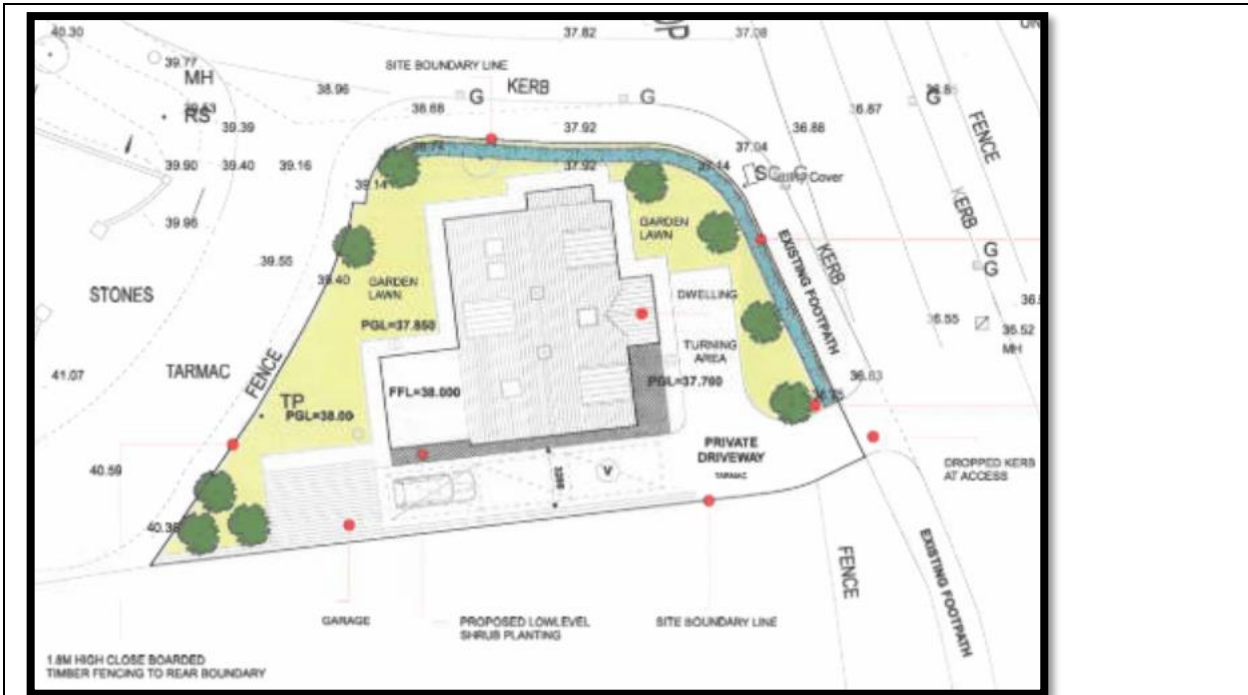 40.30
37.82
37.08
39.77
MH
SITE BOUNDARY LINE
KERB
G
G
38.96
38.68
RS
39.39
37.92
37.04
36.88
36.87
G
FENCE
39.90
39.40
39.16
38.74
37.92
39.14
KERB
39.96
GARDEN
LAWN
EXISTING FOOTPATH
KERB
G
G
39.55
39.40
GARDEN
LAWN
DWELLING
STONES
PGL=37.850
TURNING
AREA
36.55
36.52
MH
41.07
TARMAC
FENCE
FFL=38.000
PGL=37.700
36.63
TP
PGL=38.00
PRIVATE
DRIVEWAY
TARMAC
DROPPED KERB
AT ACCESS
40.59
V
40.36
FENCE
EXISTING FOOTPATH
GARAGE
PROPOSED LOWLEVEL
SHRUB PLANTING
SITE BOUNDARY LINE
1.8M HIGH CLOSE BOARDED
TIMBER FENCING TO REAR BOUNDARY